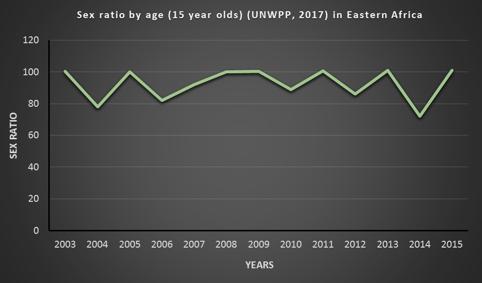 Sex ratio by age (15 year olds) (UNWPP, 2017) in Eastern Africa
120
100
80
60
40
20
0
SEX RATIO
2003 2004 2005 2006 2007 2008 2009 2010 2011 2012 2013 2014 2015
YEARS